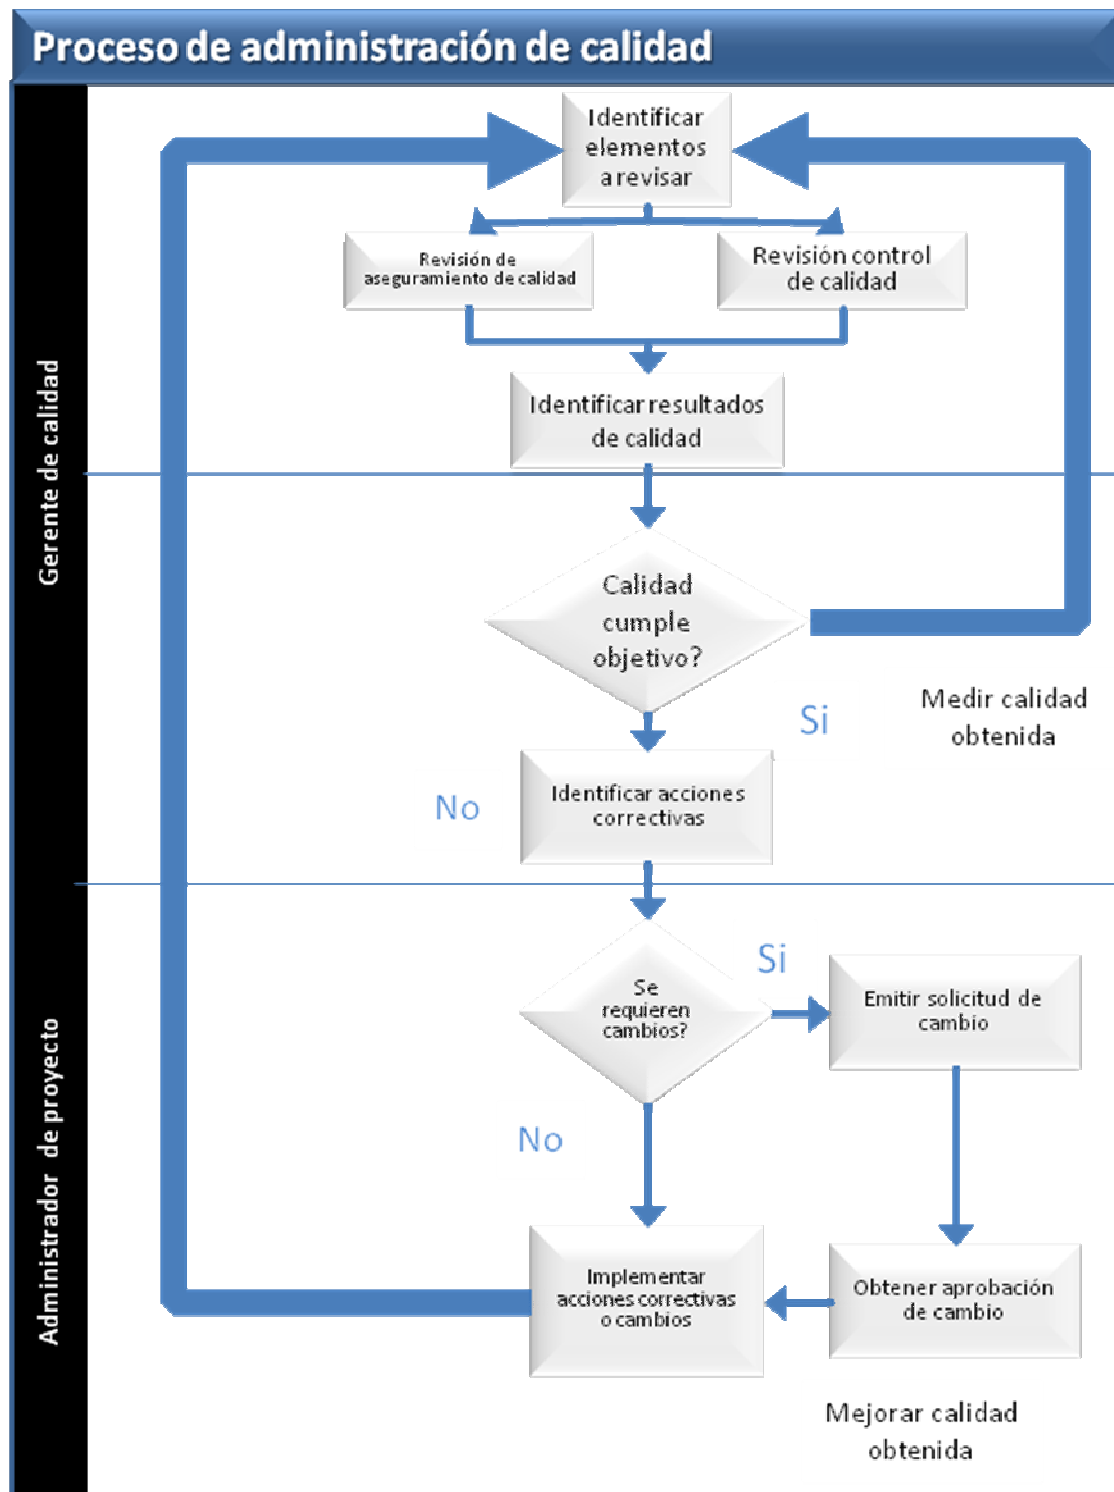 Proceso de administración de calidad
Identificar
elementos
a revisar
Revisión de
aseguramiento de calidad
Revisión control
de calidad
Identificar resultados
de calidad
Gerente de calidad
Calidad
cumple
objetivo?
Si
Medir calidad
obtenida
No
Identificar acciones
correctivas
Administrador de proyecto
Se
requieren
cambios?
Si
Emitir solicitud de
cambio
No
Implementar
acciones correctivas
o cambios
Obtener aprobación
de cambio
Mejorar calidad
obtenida